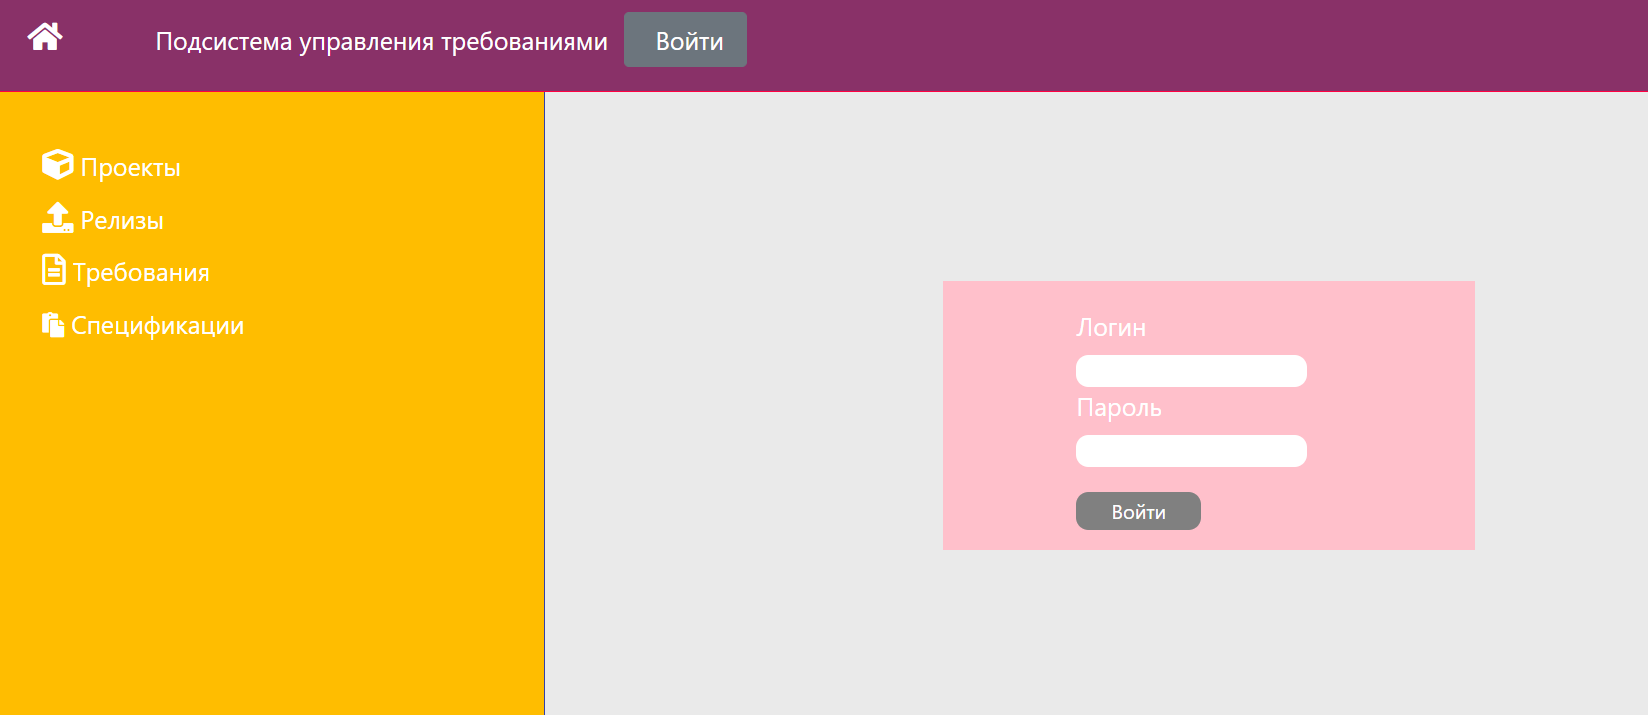 Подсистема управления требованиями Войти
Проекты
Релизы
Требования
Спецификации
Логин
Пароль
Войти